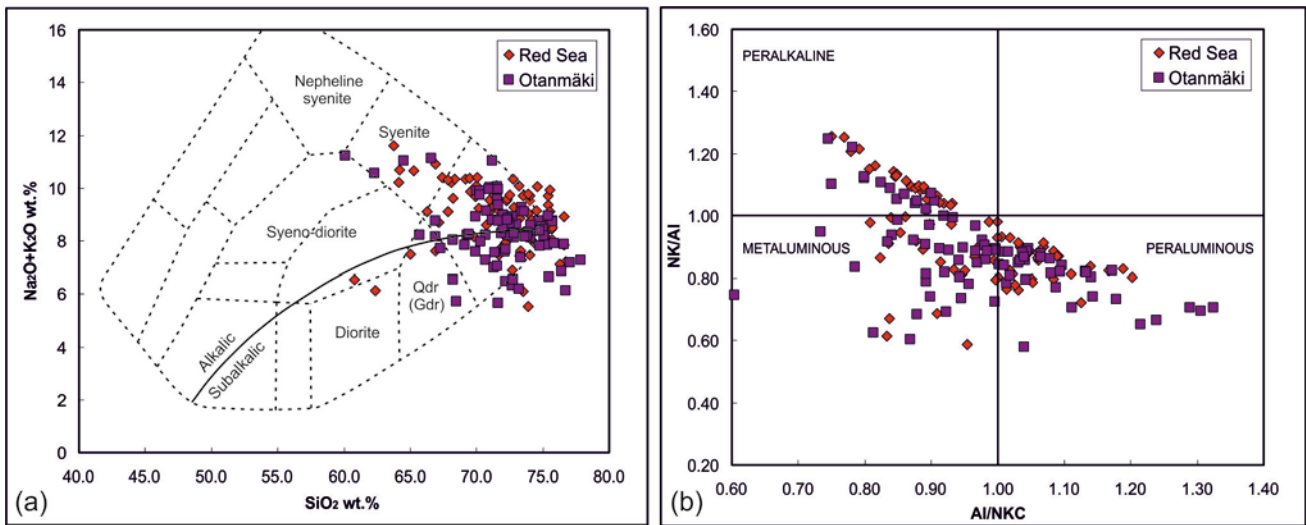 16
14
12
10
8
6
4
2
0
Na2O+K2O wt.%
40.0 45.0 50.0 55.0 60.0 65.0 70.0 75.0 80.0
SiO2 wt.%
Red Sea
Otanmäki
Nepheline
syenite
Syenite
Syeno-diorite
Qdr
(Gdr)
Diorite
Alkalic
Subalkalic
(a)
1.60
1.40
1.20
1.00
0.80
0.60
0.40
0.20
NK/Al
0.60 0.70 0.80 0.90 1.00 1.10 1.20 1.30 1.40
Al/NKC
PERALKALINE
Red Sea
Otanmäki
METALUMINOUS
PERALUMINOUS
(b)